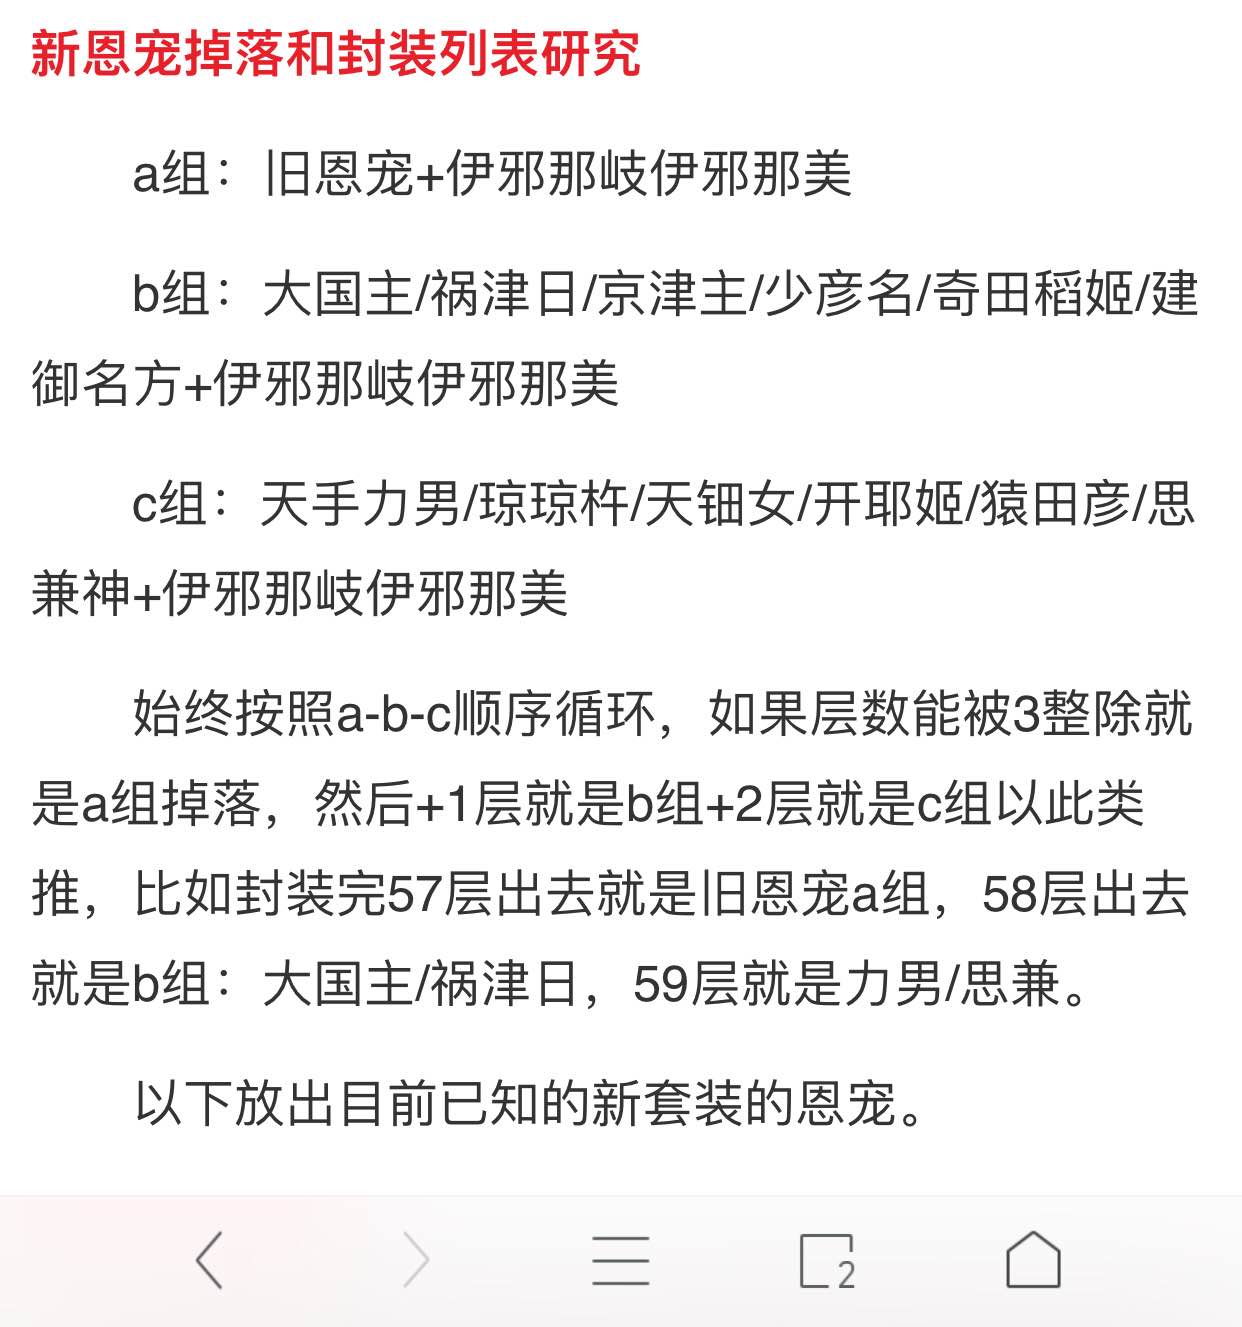 新恩宠掉落和封装列表研究
a组：旧恩宠+伊邪那岐伊邪那美
b组：大国主/祸津日/京津主/少彦名/奇田稻姬/建
御名方+伊邪那岐伊邪那美
c组：天手力男/琼琼杵/天钿女/开耶姬/猿田彦/思
兼神+伊邪那岐伊邪那美
始终按照a-b-c顺序循环，如果层数能被3整除就
是a组掉落，然后+1层就是b组+2层就是c组以此类
推，比如封装完57层出去就是旧恩宠a组，58层出去
就是b组：大国主/祸津日，59层就是力男/思兼。
以下放出目前已知的新套装的恩宠。
2